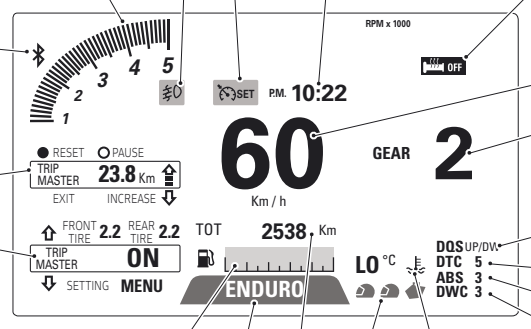 RPM x 1000
OFF
1
2
3
4
5
SET
P.M. 10:22
60
Km / h
GEAR 2
RESET PAUSE
TRIP
MASTER 23.8 Km
EXIT INCREASE
FRONT
TIRE 2.2 REAR
TIRE 2.2
TRIP
MASTER ON
SETTING MENU
TOT 2538 Km
ENDURO
LO °C
DQS UP/DW
DTC 5
ABS 3
DWC 3